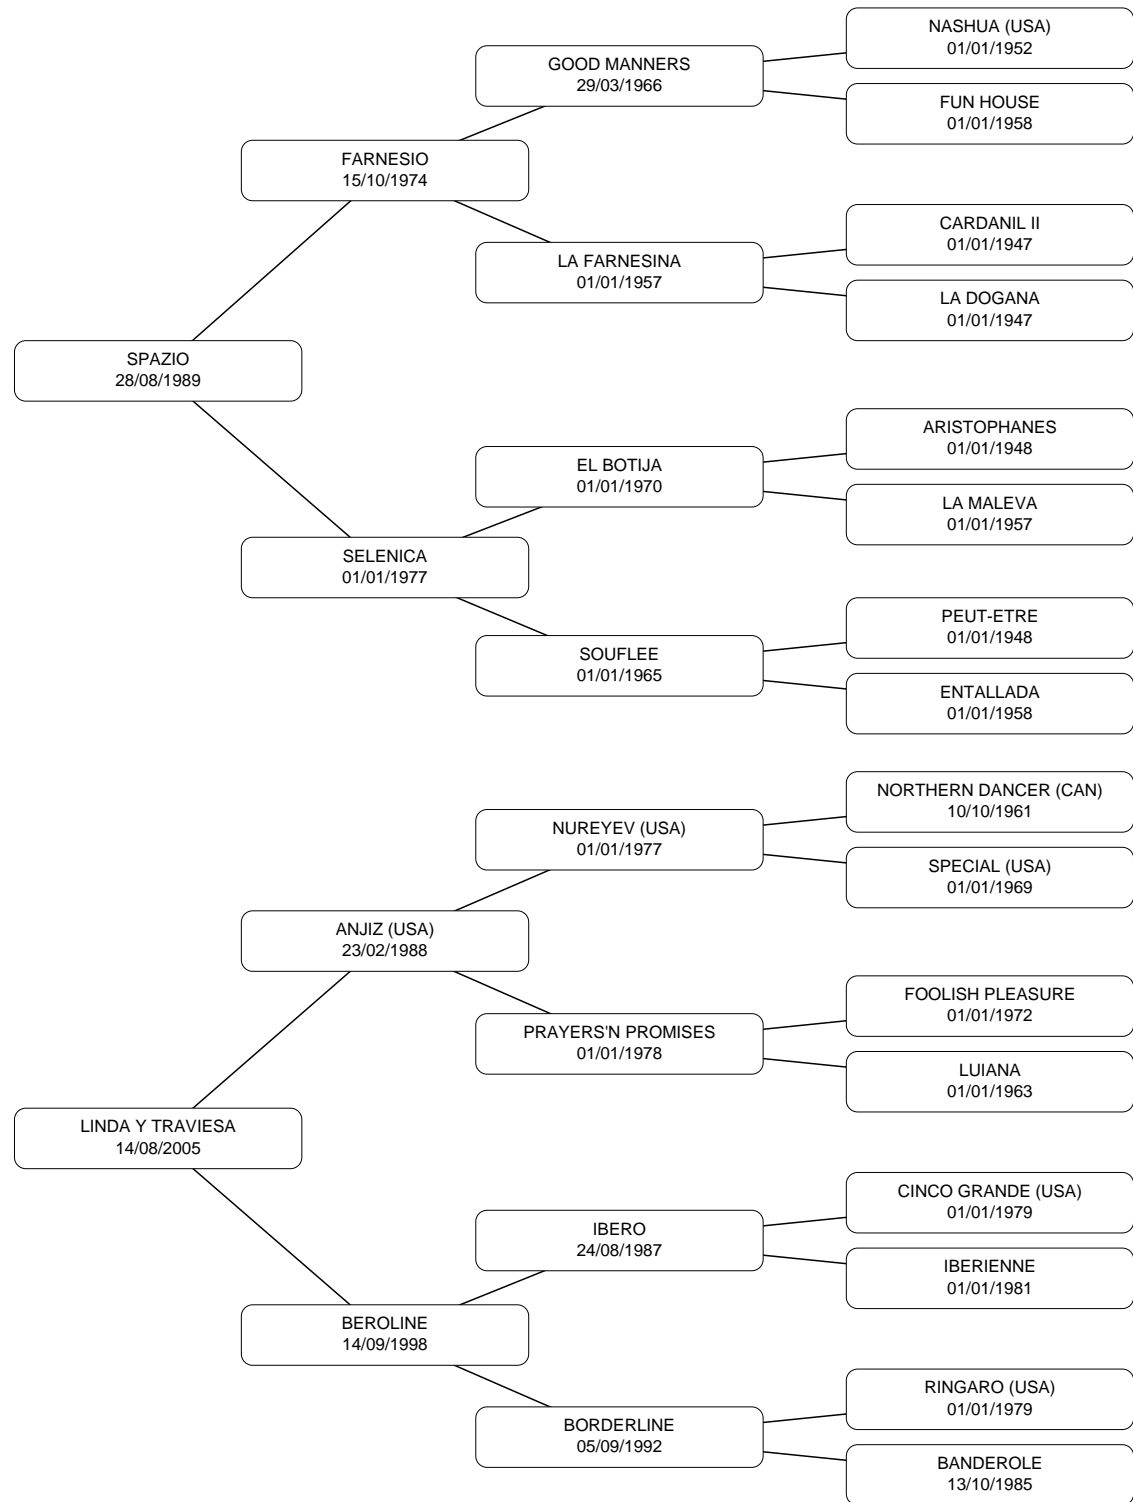 NASHUA (USA)
01/01/1952
GOOD MANNERS
29/03/1966
FUN HOUSE
01/01/1958
FARNESIO
15/10/1974
CARDANIL II
01/01/1947
LA FARNESINA
01/01/1957
LA DOGANA
01/01/1947
SPAZIO
28/08/1989
ARISTOPHANES
01/01/1948
EL BOTIJA
01/01/1970
LA MALEVA
01/01/1957
SELENICA
01/01/1977
PEUT-ETRE
01/01/1948
SOUFLEE
01/01/1965
ENTALLADA
01/01/1958
NORTHERN DANCER (CAN)
10/10/1961
NUREYEV (USA)
01/01/1977
SPECIAL (USA)
01/01/1969
ANJIZ (USA)
23/02/1988
FOOLISH PLEASURE
01/01/1972
PRAYERS'N PROMISES
01/01/1978
LUIANA
01/01/1963
LINDA Y TRAVIESA
14/08/2005
CINCO GRANDE (USA)
01/01/1979
IBERO
24/08/1987
IBERIENNE
01/01/1981
BEROLINE
14/09/1998
RINGARO (USA)
01/01/1979
BORDERLINE
05/09/1992
BANDEROLE
13/10/1985